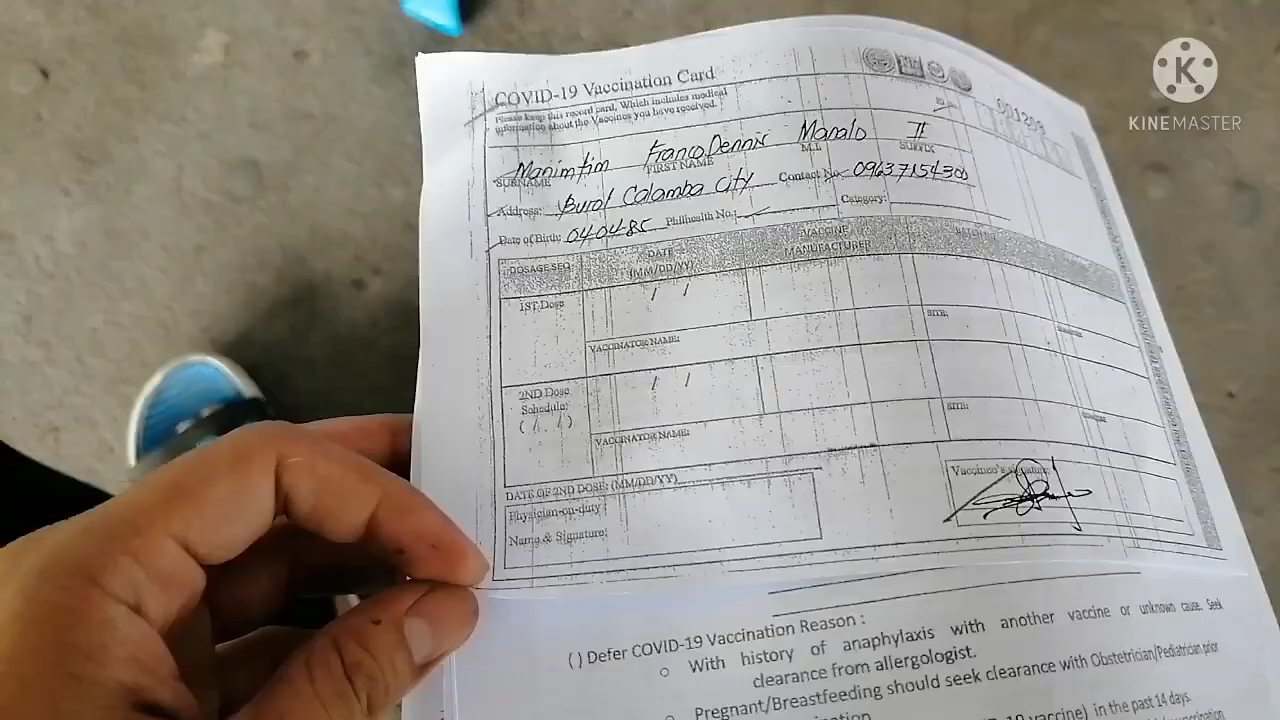 COVID-19 Vaccination Card
Please keep this record card, Which includes medical
information about the Vaccines you have received.
Manimtim Franco Dennis Manalo II
SURNAME FIRST NAME M.I. SUFFIX
Address: Burol Calamba City Contact No.
Date of Birth: 04-04-85 Philhealth No.: Category:
DOSAGE SEQ. DATE (MM/DD/YY) VACCINE MANUFACTURER
1ST Dose / /
VACCINATOR NAME: SITE:
2ND Dose / /
Schedule:
( / / )
VACCINATOR NAME: SITE:
DATE OF 2ND DOSE: (MM/DD/YY)
Physician-on-duty
Name & Signature:
Vaccinee's signature:
( ) Defer COVID-19 Vaccination Reason :
o With history of anaphylaxis with another vaccine or unknown cause. Seek
clearance from allergologist.
o Pregnant/Breastfeeding should seek clearance with Obstetrician/Pediatrician prior
vaccine) in the past 14 days.
vaccination
K
KINEMASTER